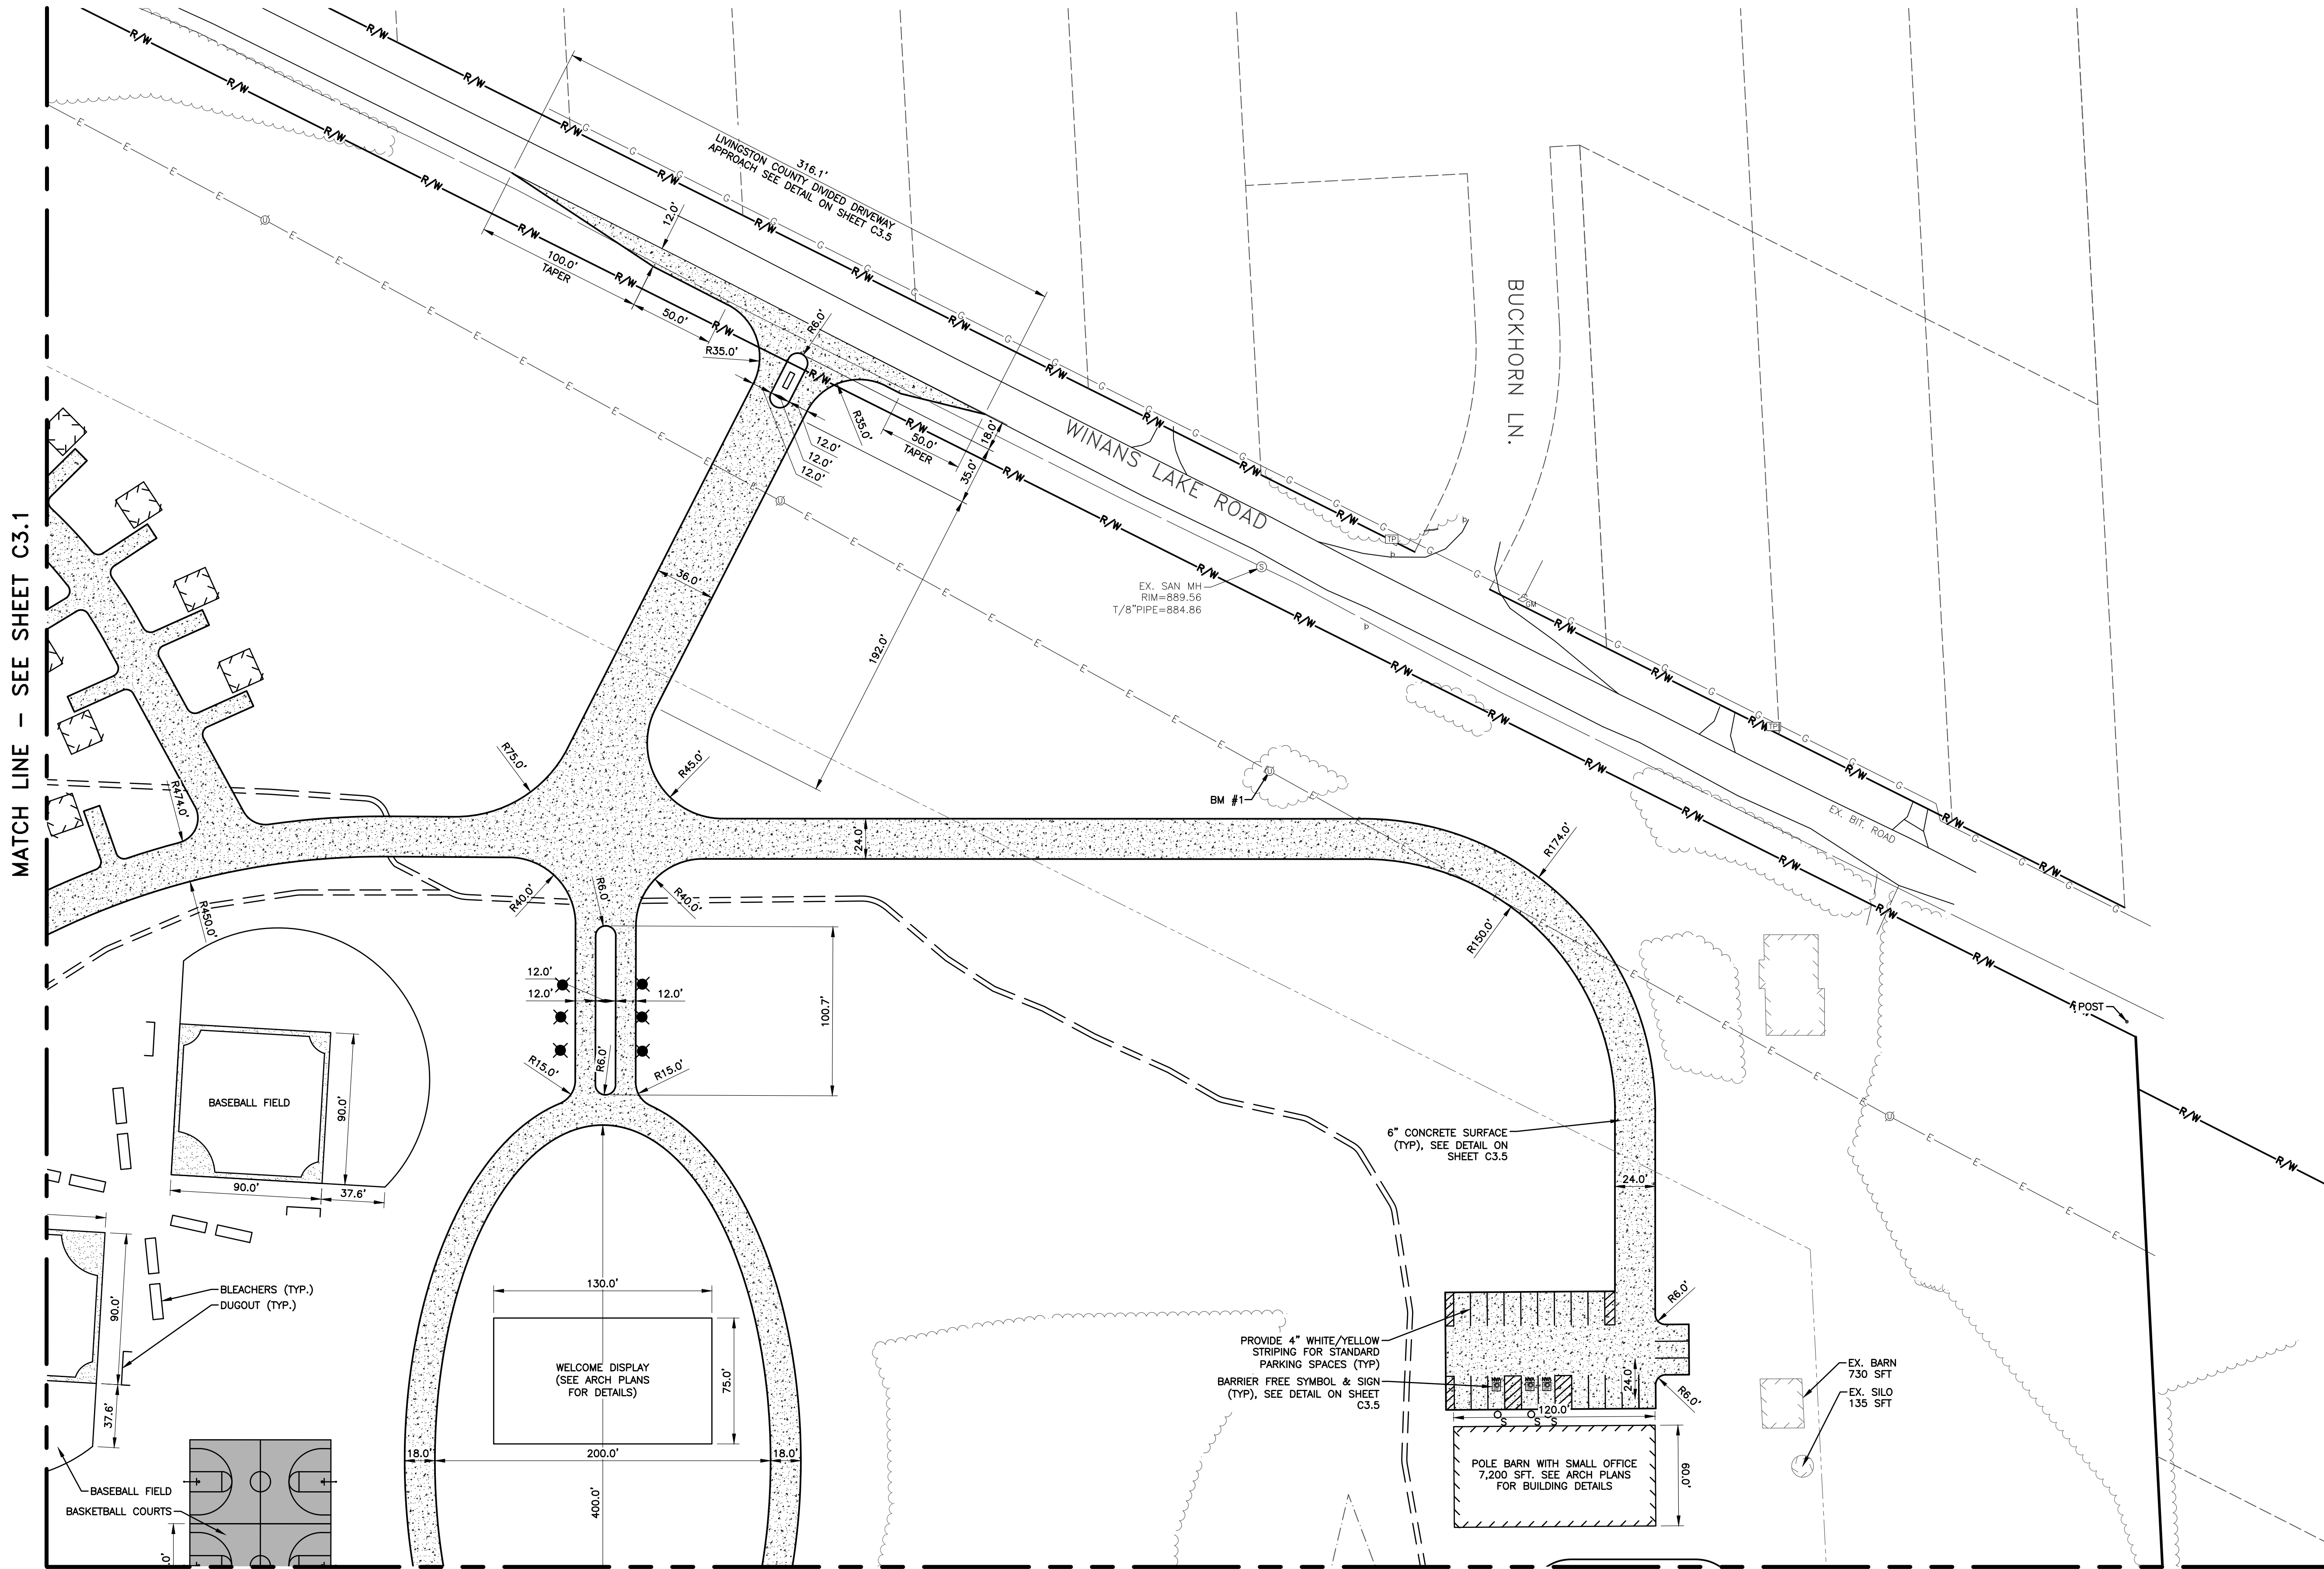 MATCH LINE - SEE SHEET C3.1
R/W
316.1'
LIVINGSTON COUNTY DIVIDED DRIVEWAY
APPROACH SEE DETAIL ON SHEET C3.5
12.0'
100.0'
TAPER
50.0'
R35.0'
R6.0'
R35.0'
12.0'
12.0'
12.0'
50.0'
TAPER
18.0'
35.0'
WINANS LAKE ROAD
BUCKHORN LN.
TP
GM
TP
EX. SAN MH
RIM=889.56
T/8"PIPE=884.86
S
36.0'
192.0'
R75.0'
R45.0'
R474.0'
BM #1
EX. BIT. ROAD
24.0'
R174.0'
R150.0'
R450.0'
R40.0'
R6.0'
R40.0'
12.0'
12.0'
12.0'
100.7'
R15.0'
R6.0'
R15.0'
POST
BASEBALL FIELD
90.0'
90.0'
37.6'
6" CONCRETE SURFACE
(TYP), SEE DETAIL ON
SHEET C3.5
24.0'
BLEACHERS (TYP.)
DUGOUT (TYP.)
90.0'
37.6'
130.0'
WELCOME DISPLAY
(SEE ARCH PLANS
FOR DETAILS)
75.0'
PROVIDE 4" WHITE/YELLOW
STRIPING FOR STANDARD
PARKING SPACES (TYP)
BARRIER FREE SYMBOL & SIGN
(TYP), SEE DETAIL ON SHEET
C3.5
R6.0'
24.0'
R6.0'
120.0'
S S S
EX. BARN
730 SFT
EX. SILO
135 SFT
18.0'
200.0'
18.0'
400.0'
POLE BARN WITH SMALL OFFICE
7,200 SFT. SEE ARCH PLANS
FOR BUILDING DETAILS
60.0'
BASEBALL FIELD
BASKETBALL COURTS
.0'